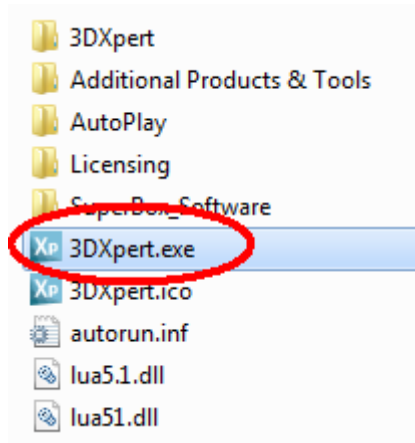 3DXpert
Additional Products & Tools
AutoPlay
Licensing
SuperBox_Software
XP 3DXpert.exe
XP 3DXpert.ico
autorun.inf
lua5.1.dll
lua51.dll